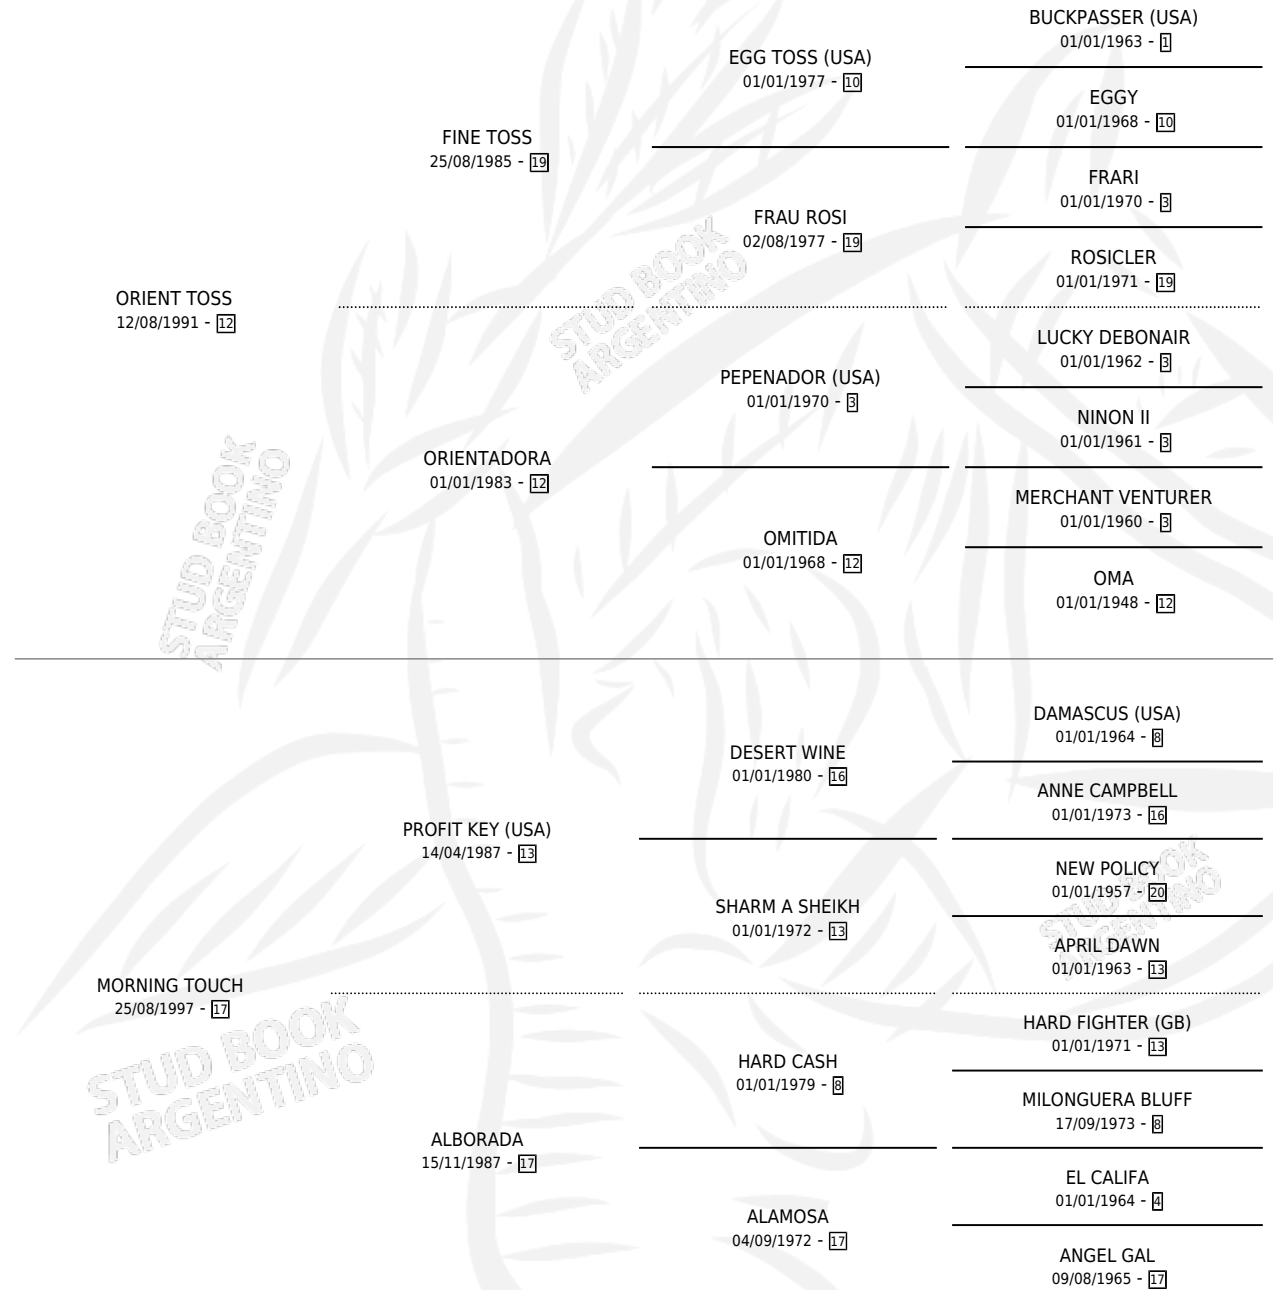 BUCKPASSER (USA)
01/01/1963 - 1
EGG TOSS (USA)
01/01/1977 - 10
EGGY
01/01/1968 - 10
FINE TOSS
25/08/1985 - 19
FRARI
01/01/1970 - 3
FRAU ROSI
02/08/1977 - 19
ROSICLER
01/01/1971 - 19
ORIENT TOSS
12/08/1991 - 12
LUCKY DEBONAIR
01/01/1962 - 3
PEPENADOR (USA)
01/01/1970 - 3
NINON II
01/01/1961 - 3
ORIENTADORA
01/01/1983 - 12
MERCHANT VENTURER
01/01/1960 - 3
OMITIDA
01/01/1968 - 12
OMA
01/01/1948 - 12
STUD BOOK
ARGENTINO
STUD BOOK
ARGENTINO
DAMASCUS (USA)
01/01/1964 - 8
DESERT WINE
01/01/1980 - 16
ANNE CAMPBELL
01/01/1973 - 16
PROFIT KEY (USA)
14/04/1987 - 13
NEW POLICY
01/01/1957 - 20
SHARM A SHEIKH
01/01/1972 - 13
APRIL DAWN
01/01/1963 - 13
STUD BOOK
ARGENTINO
MORNING TOUCH
25/08/1997 - 17
HARD FIGHTER (GB)
01/01/1971 - 13
HARD CASH
01/01/1979 - 8
MILONGUERA BLUFF
17/09/1973 - 8
STUD BOOK
ARGENTINO
ALBORADA
15/11/1987 - 17
EL CALIFA
01/01/1964 - 4
ALAMOSA
04/09/1972 - 17
ANGEL GAL
09/08/1965 - 17